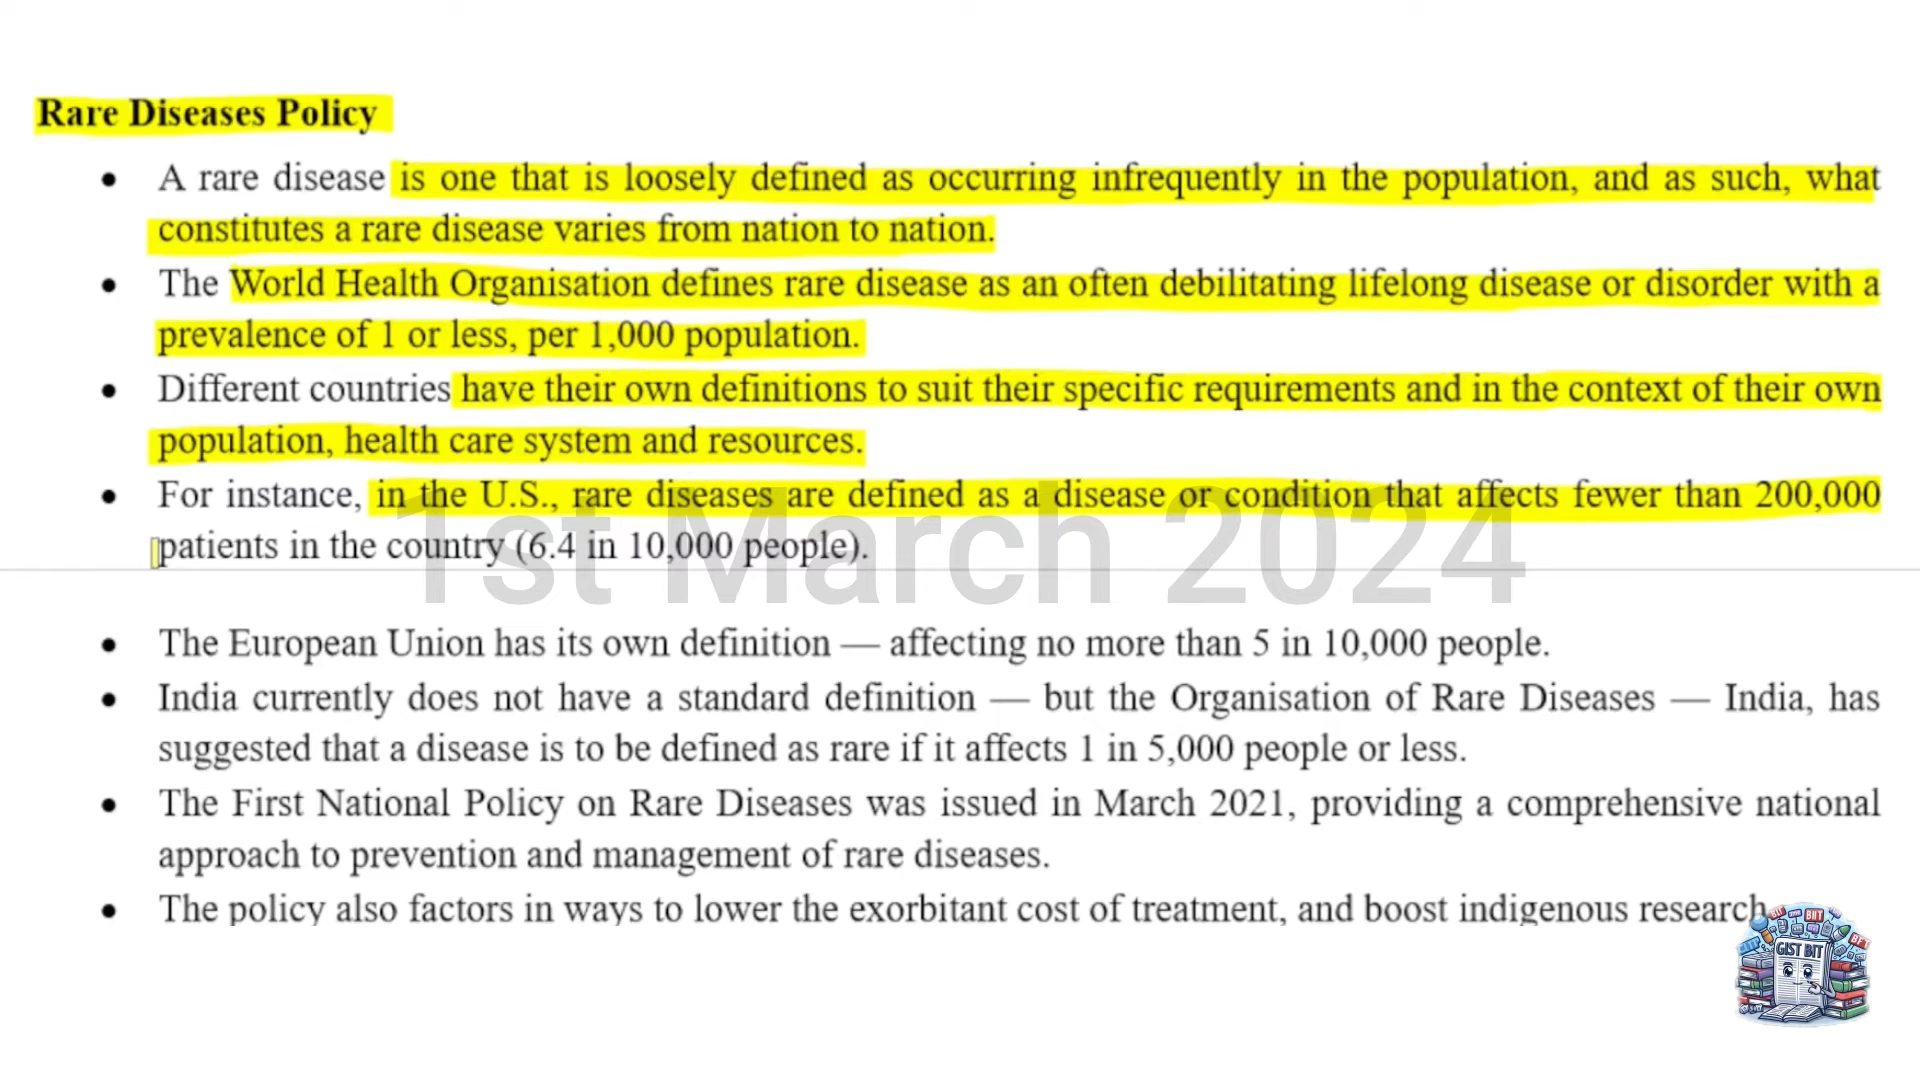 Rare Diseases Policy
• A rare disease is one that is loosely defined as occurring infrequently in the population, and as such, what
constitutes a rare disease varies from nation to nation.
• The World Health Organisation defines rare disease as an often debilitating lifelong disease or disorder with a
prevalence of 1 or less, per 1,000 population.
• Different countries have their own definitions to suit their specific requirements and in the context of their own
population, health care system and resources.
• For instance, in the U.S., rare diseases are defined as a disease or condition that affects fewer than 200,000
patients in the country (6.4 in 10,000 people).
1st March 2024
• The European Union has its own definition — affecting no more than 5 in 10,000 people.
• India currently does not have a standard definition — but the Organisation of Rare Diseases — India, has
suggested that a disease is to be defined as rare if it affects 1 in 5,000 people or less.
• The First National Policy on Rare Diseases was issued in March 2021, providing a comprehensive national
approach to prevention and management of rare diseases.
• The policy also factors in ways to lower the exorbitant cost of treatment, and boost indigenous research
GIST BIT